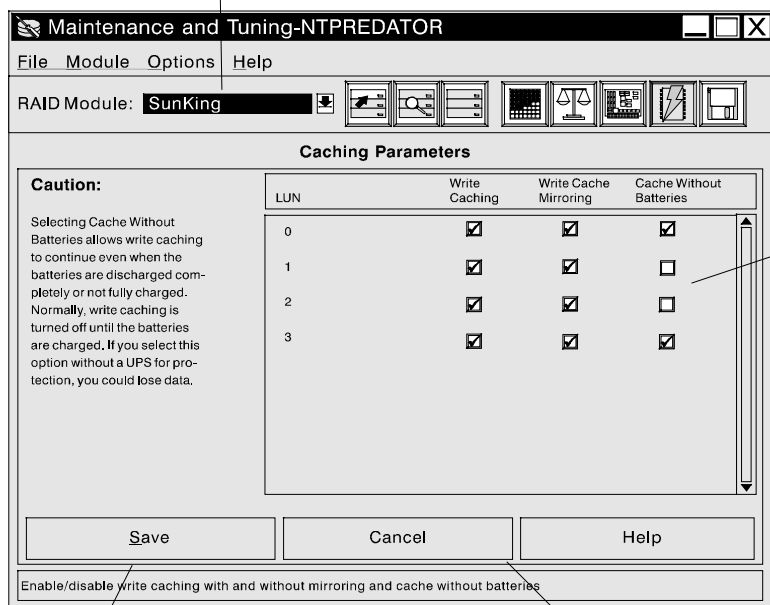 Maintenance and Tuning-NTPREDATOR
File Module Options Help
RAID Module: SunKing
Caching Parameters
Caution:
Selecting Cache Without
Batteries allows write caching
to continue even when the
batteries are discharged com-
pletely or not fully charged.
Normally, write caching is
turned off until the batteries
are charged. If you select this
option without a UPS for pro-
tection, you could lose data.
LUN Write Caching Write Cache Mirroring Cache Without Batteries
0
1
2
3
Save Cancel Help
Enable/disable write caching with and without mirroring and cache without batteries